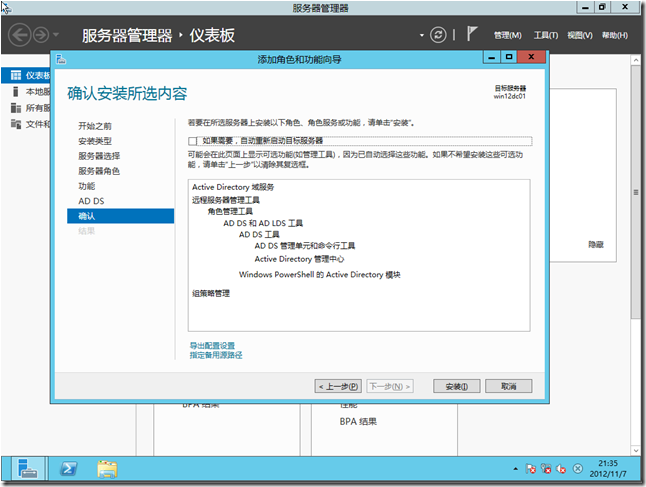 服务器管理器
服务器管理器 · 仪表板
管理(M) 工具(T) 视图(V) 帮助(H)
仪表板
本地服
所有服
文件和
隐藏
添加角色和功能向导
确认安装所选内容
目标服务器
win12dc01
开始之前
安装类型
服务器选择
服务器角色
功能
AD DS
确认
结果
若要在所选服务器上安装以下角色、角色服务或功能，请单击“安装”。
如果需要，自动重新启动目标服务器
可能会在此页面上显示可选功能(如管理工具)，因为已自动选择这些功能。如果不希望安装这些可选功
能，请单击“上一步”以清除其复选框。
Active Directory 域服务
远程服务器管理工具
角色管理工具
AD DS 和 AD LDS 工具
AD DS 工具
AD DS 管理单元和命令行工具
Active Directory 管理中心
Windows PowerShell 的 Active Directory 模块
组策略管理
导出配置设置
指定备用源路径
< 上一步(P) 下一步(N) > 安装(I) 取消
BPA 结果
性能
BPA 结果
21:35
2012/11/7